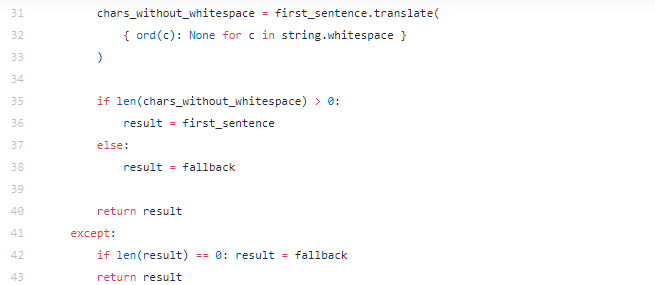 31 chars_without_whitespace = first_sentence.translate(
32 { ord(c): None for c in string.whitespace }
33 )
34
35 if len(chars_without_whitespace) > 0:
36 result = first_sentence
37 else:
38 result = fallback
39
40 return result
41 except:
42 if len(result) == 0: result = fallback
43 return result